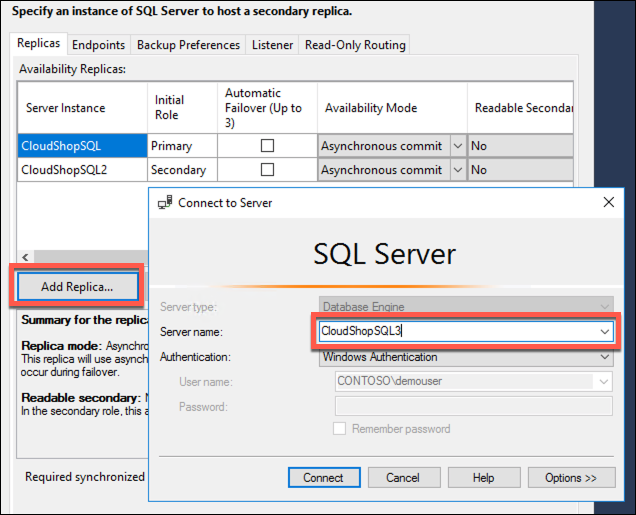 Specify an instance of SQL Server to host a secondary replica.
Replicas Endpoints Backup Preferences Listener Read-Only Routing
Availability Replicas:
Server Instance Initial Role Automatic Failover (Up to 3) Availability Mode Readable Secondar
CloudShopSQL Primary Asynchronous commit No
CloudShopSQL2 Secondary Asynchronous commit No
Add Replica...
Summary for the replica
Replica mode: Asynchro
This replica will use asynch
occur during failover.
Readable secondary: N
In the secondary role, this a
Required synchronized
Connect to Server
SQL Server
Server type: Database Engine
Server name: CloudShopSQL3
Authentication: Windows Authentication
User name: CONTOSO\demouser
Password:
Remember password
Connect Cancel Help Options >>